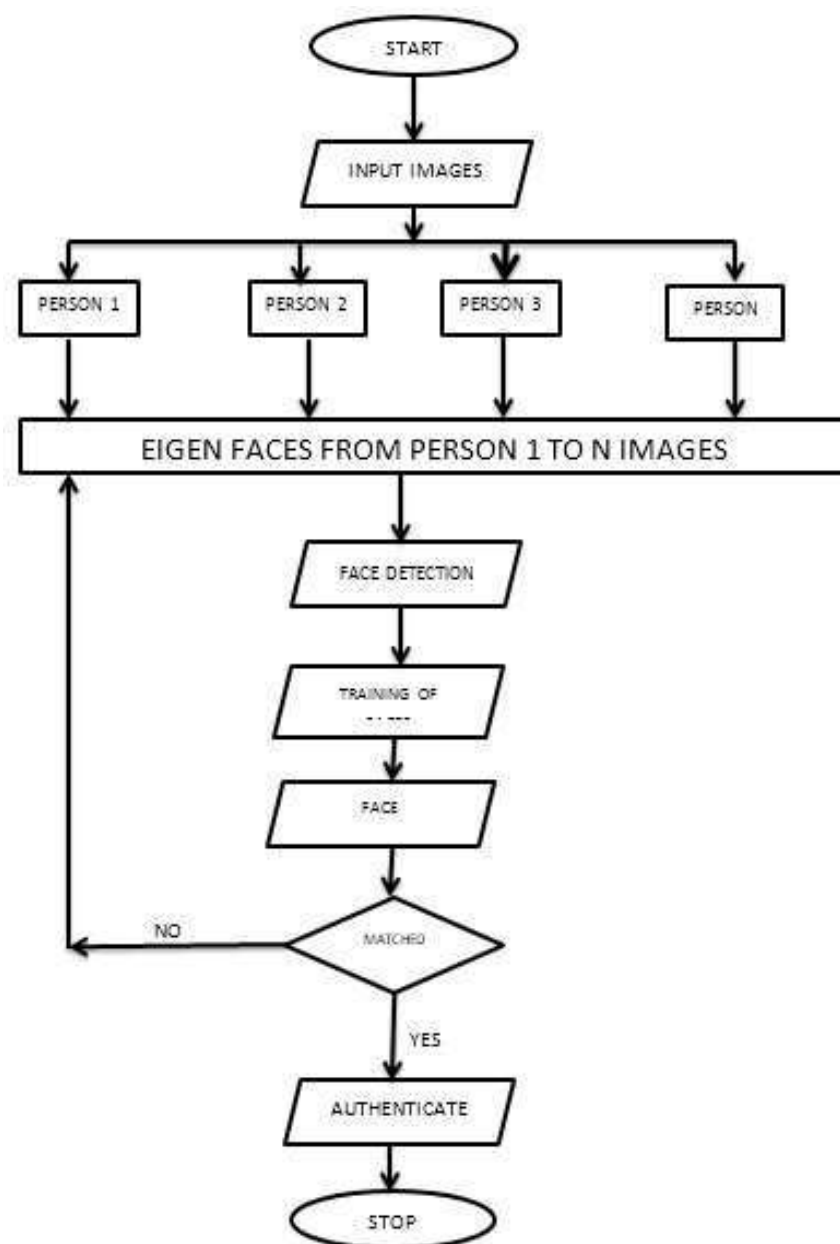 START
INPUT IMAGES
PERSON 1
PERSON 2
PERSON 3
PERSON
EIGEN FACES FROM PERSON 1 TO N IMAGES
FACE DETECTION
TRAINING OF
FACE
MATCHED
NO
YES
AUTHENTICATE
STOP